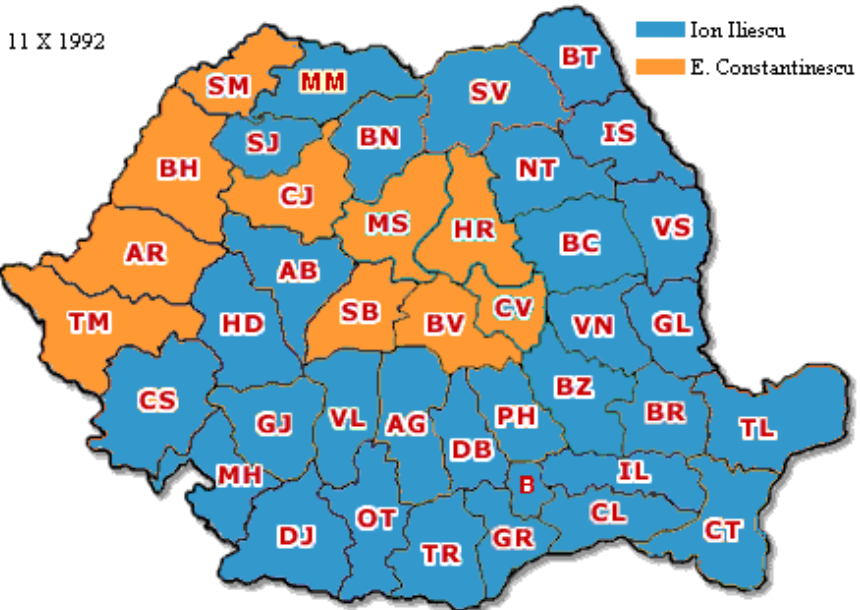 11 X 1992
Ion Iliescu
E. Constantinescu
BT
SM
MM
SV
SJ
BN
IS
BH
NT
CJ
MS
HR
VS
AR
BC
AB
TM
HD
SB
BV
CV
VN
GL
CS
BZ
GJ
VL
AG
PH
BR
TL
DB
MH
B
IL
CL
DJ
OT
TR
GR
CT